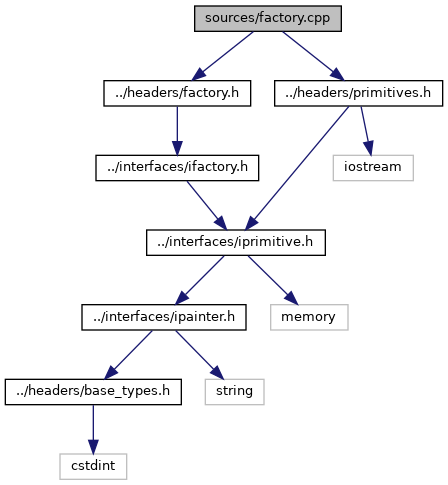 sources/factory.cpp
../headers/factory.h
../headers/primitives.h
../interfaces/ifactory.h
iostream
../interfaces/iprimitive.h
../interfaces/ipainter.h
memory
../headers/base_types.h
string
cstdint